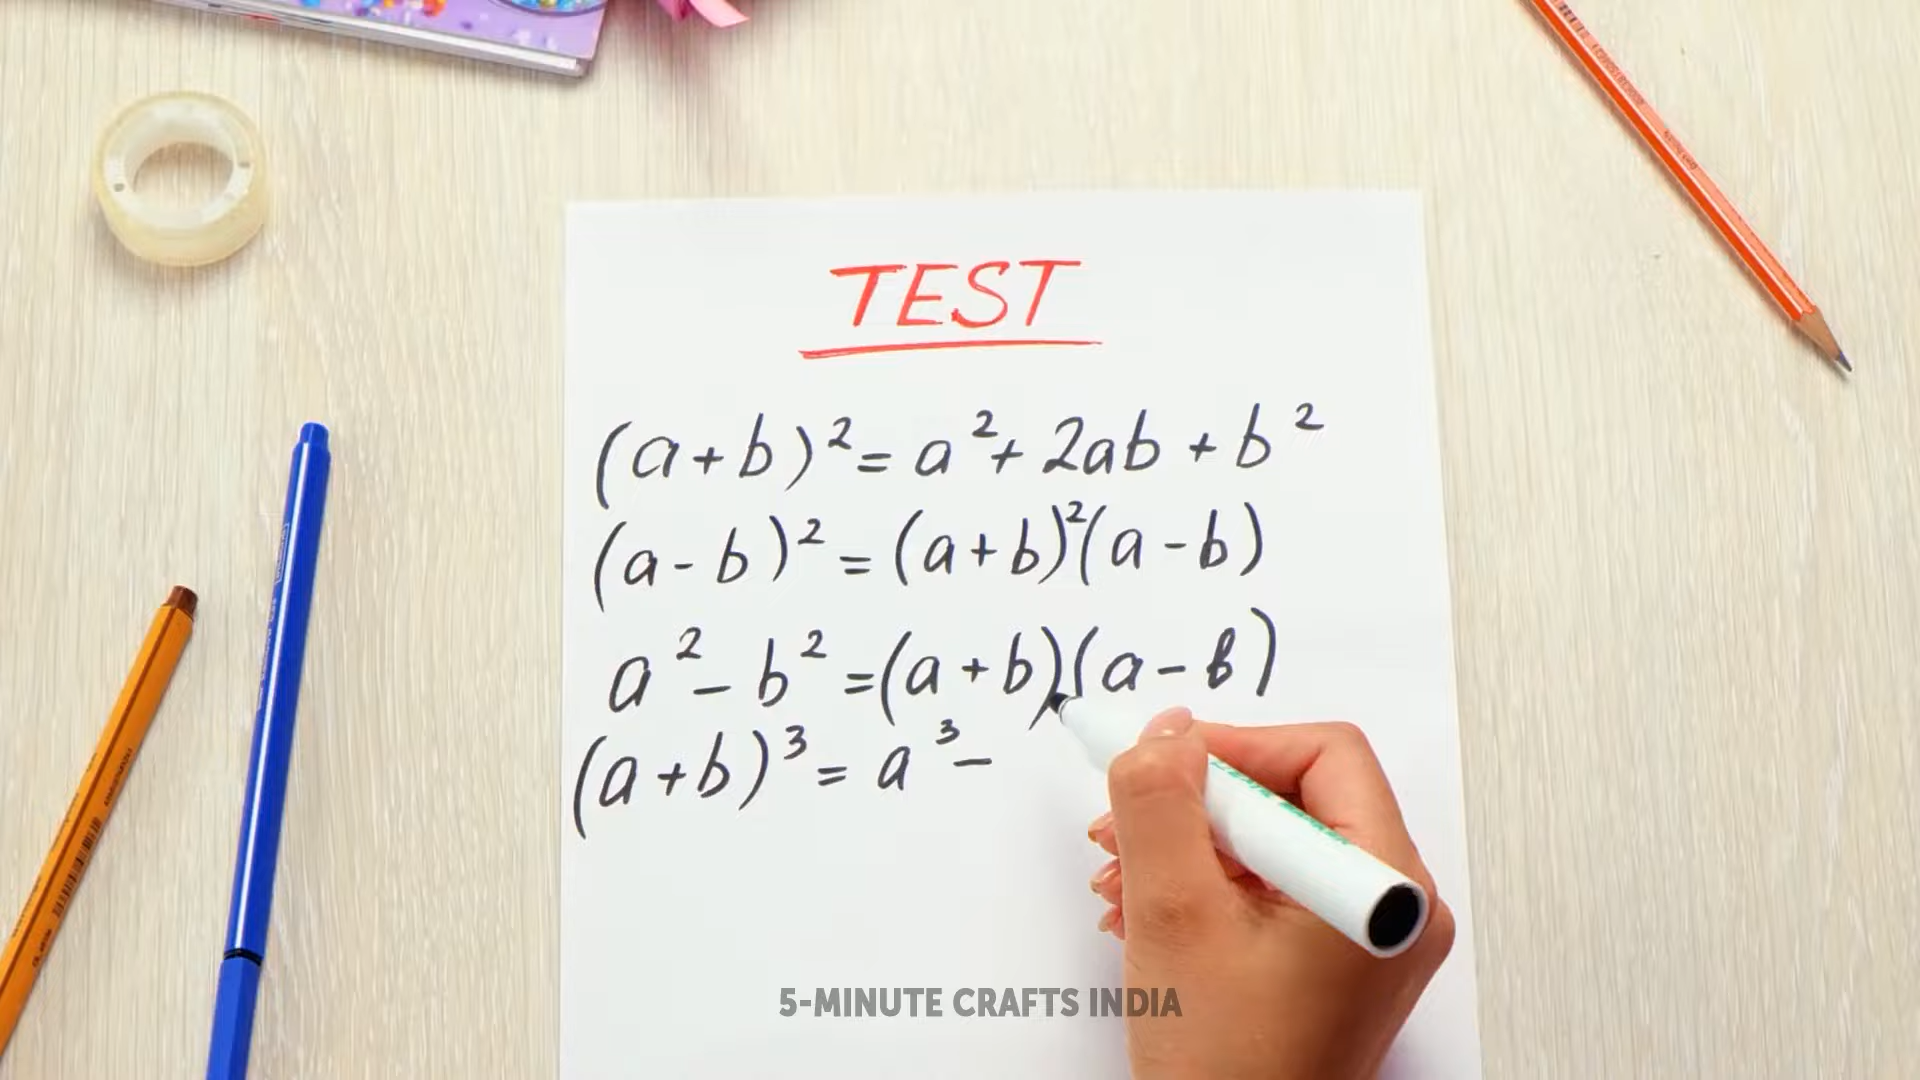 TEST
(a+b)²= a²+ 2ab + b²
(a-b)² = (a+b)²(a-b)
a²- b² =(a+b)(a-b)
(a+b)³= a³-
5-MINUTE CRAFTS INDIA